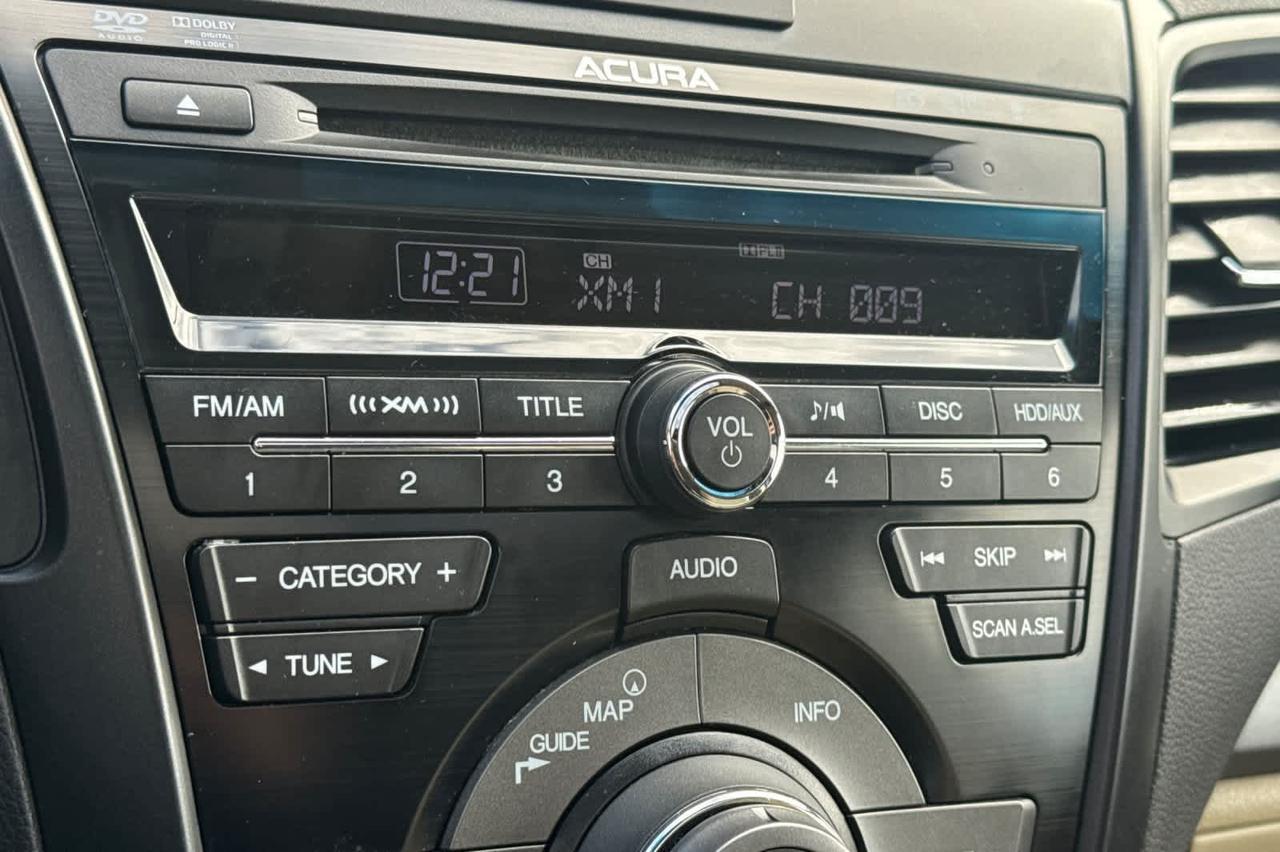 DVD AUDIO
DOLBY DIGITAL PRO LOGIC II
ACURA
12:21 CH XM1 CH 009
FM/AM XM TITLE VOL DISC HDD/AUX
1 2 3 4 5 6
– CATEGORY + AUDIO SKIP
TUNE SCAN A.SEL
MAP INFO
GUIDE